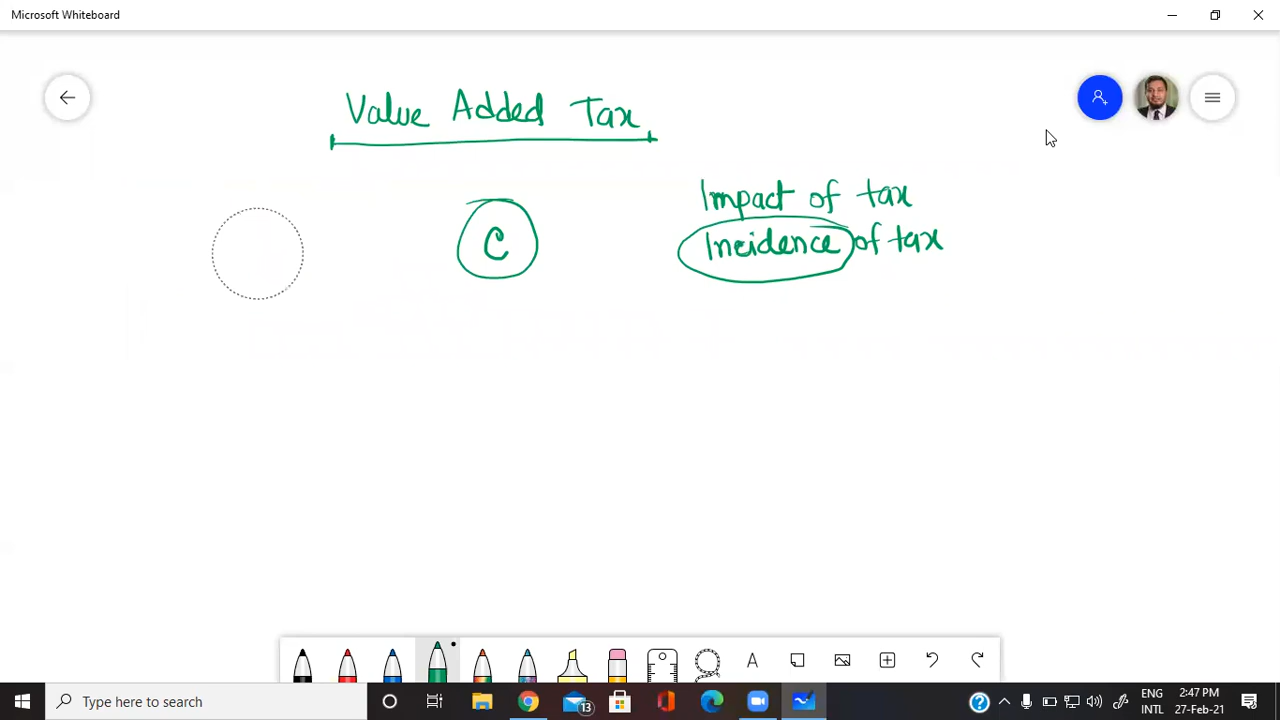 Microsoft Whiteboard
Value Added Tax
Impact of tax
C
Incidence of tax
A
13
Type here to search
ENG
INTL
2:47 PM
27-Feb-21